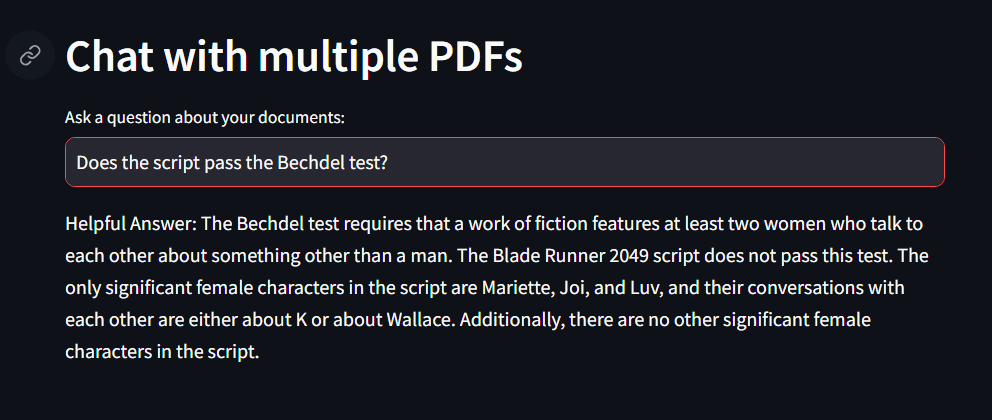 Chat with multiple PDFs
Ask a question about your documents:
Does the script pass the Bechdel test?
Helpful Answer: The Bechdel test requires that a work of fiction features at least two women who talk to
each other about something other than a man. The Blade Runner 2049 script does not pass this test. The
only significant female characters in the script are Mariette, Joi, and Luv, and their conversations with
each other are either about K or about Wallace. Additionally, there are no other significant female
characters in the script.